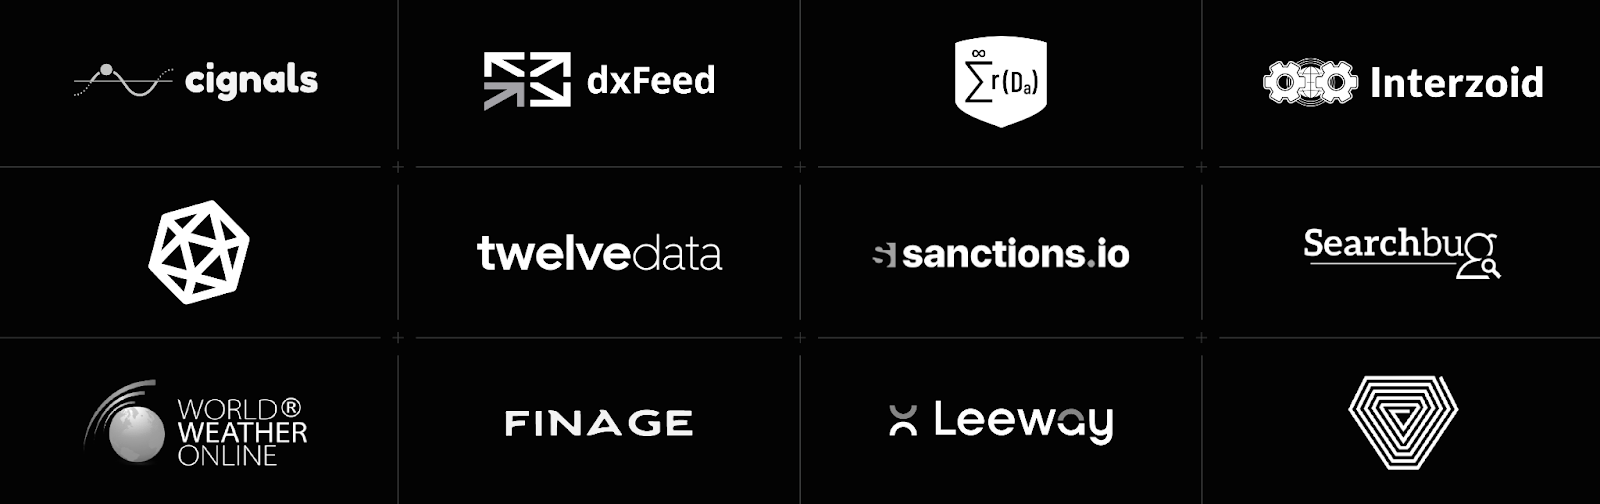 cignals
dxFeed
∞
∑r(Da)
Interzoid
twelvedata
sanctions.io
Searchbug
WORLD®
WEATHER
ONLINE
FINAGE
Leeway